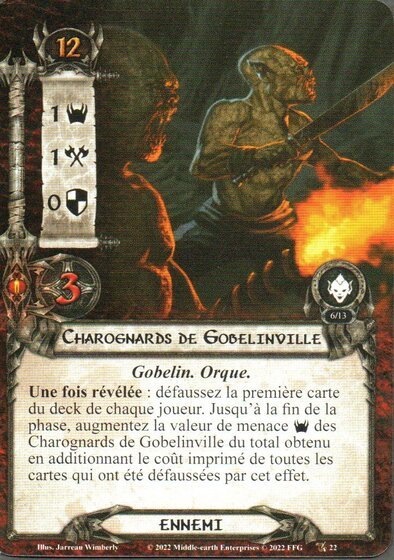 12
1
1
0
3
6/13
Charognards de Gobelinville
Gobelin. Orque.
Une fois révélée : défaussez la première carte
du deck de chaque joueur. Jusqu'à la fin de la
phase, augmentez la valeur de menace des
Charognards de Gobelinville du total obtenu
en additionnant le coût imprimé de toutes les
cartes qui ont été défaussées par cet effet.
ENNEMI
Illus. Jarreau Wimberly © 2022 Middle-earth Enterprises © 2022 FFG 22